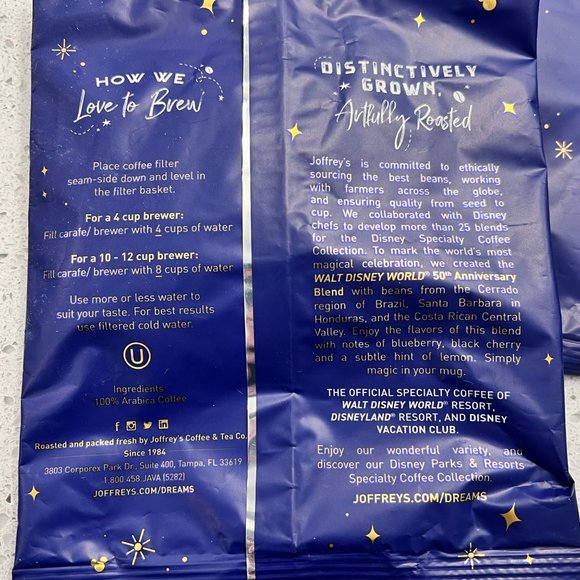 HOW WE
Love to Brew
Place coffee filter
seam-side down and level in
the filter basket.
For a 4 cup brewer:
Fill carafe/ brewer with 4 cups of water
For a 10 - 12 cup brewer:
Fill carafe/ brewer with 8 cups of water
Use more or less water to
suit your taste. For best results
use filtered cold water.
U
Ingredients:
100% Arabica Coffee
Roasted and packed fresh by Joffrey's Coffee & Tea Co.
Since 1984
3803 Corporex Park Dr., Suite 400, Tampa, FL 33619
1.800.458.JAVA (5282)
JOFFREYS.COM/DREAMS
DISTINCTIVELY
GROWN,
Artfully Roasted
Joffrey's is committed to ethically
sourcing the best beans, working
with farmers across the globe,
and ensuring quality from seed to
cup. We collaborated with Disney
chefs to develop more than 25 blends
for the Disney Specialty Coffee
Collection. To mark the world's most
magical celebration, we created the
WALT DISNEY WORLD® 50th Anniversary
Blend with beans from the Cerrado
region of Brazil, Santa Barbara in
Honduras, and the Costa Rican Central
Valley. Enjoy the flavors of this blend
with notes of blueberry, black cherry
and a subtle hint of lemon. Simply
magic in your mug.
THE OFFICIAL SPECIALTY COFFEE OF
WALT DISNEY WORLD® RESORT,
DISNEYLAND® RESORT, AND DISNEY
VACATION CLUB.
Enjoy our wonderful variety, and
discover our Disney Parks & Resorts
Specialty Coffee Collection.
JOFFREYS.COM/DREAMS